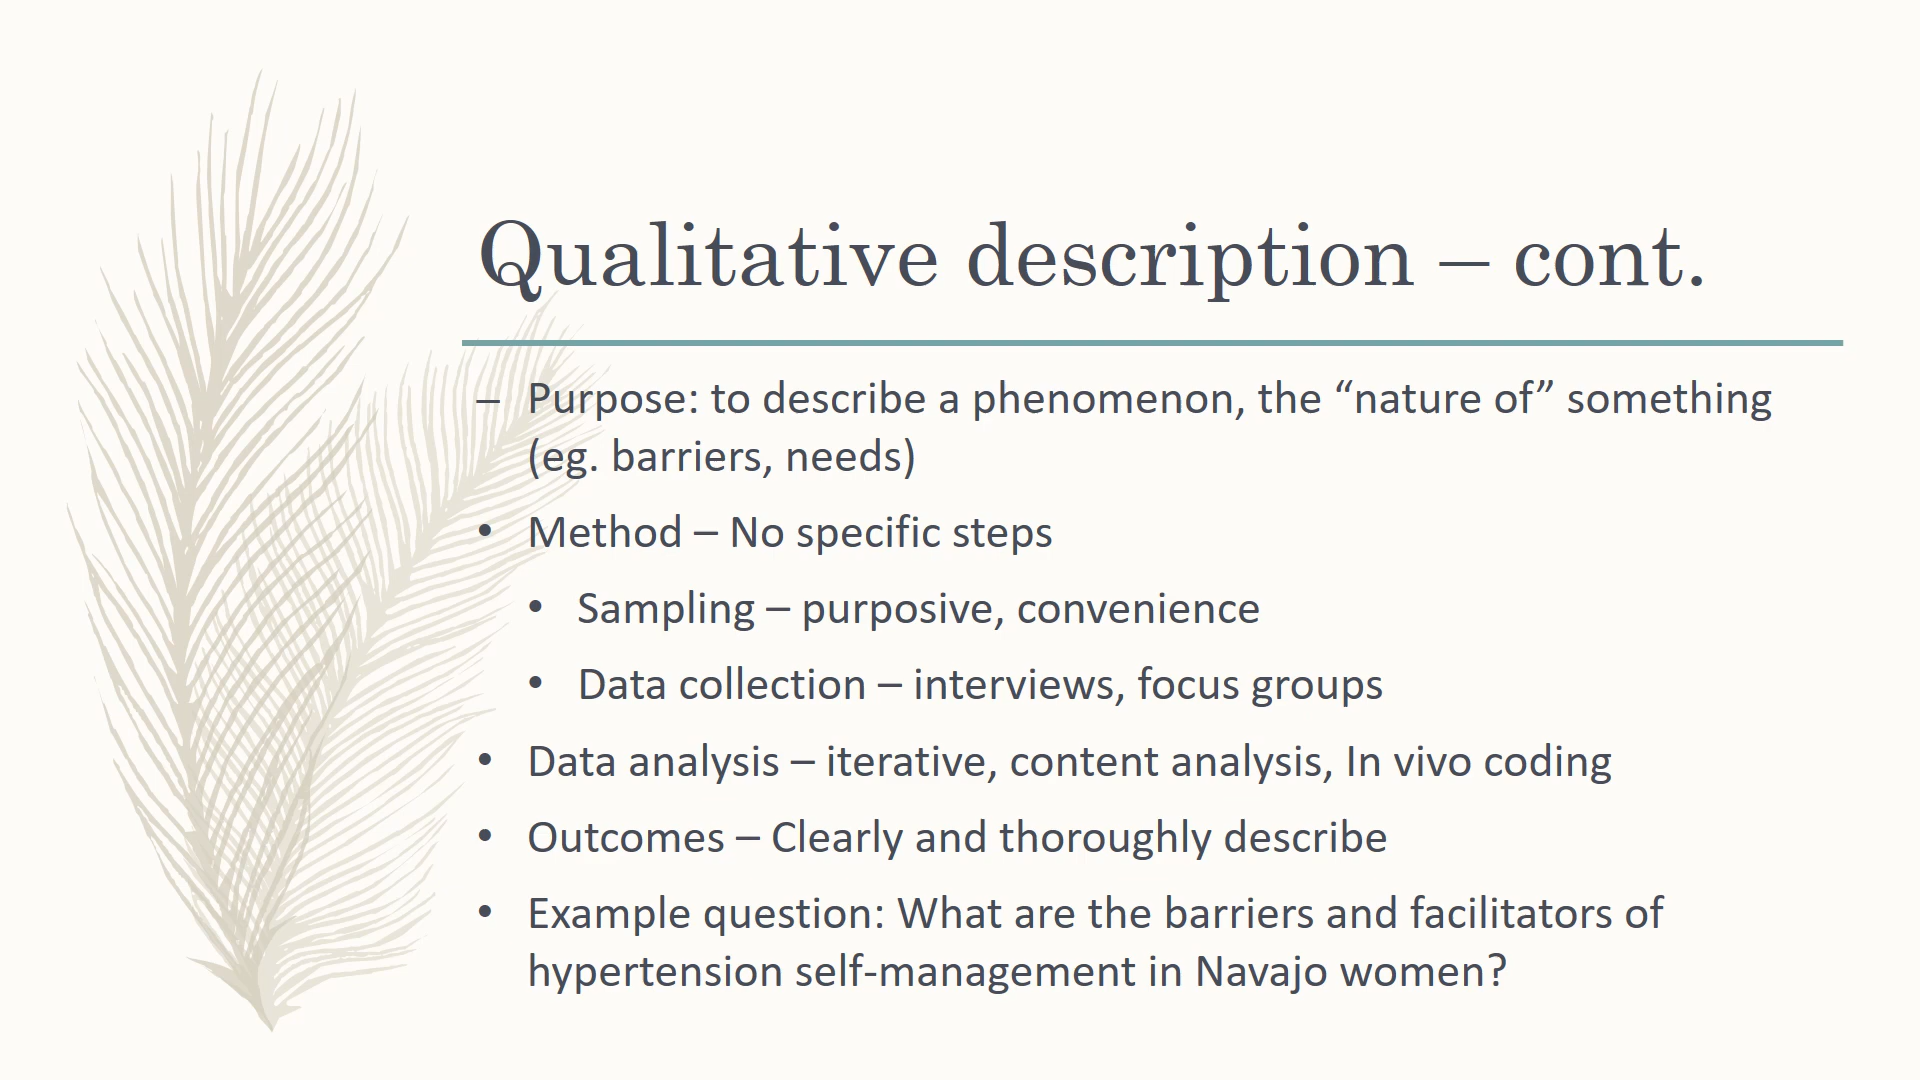 Qualitative description – cont.
– Purpose: to describe a phenomenon, the “nature of” something
(eg. barriers, needs)
• Method – No specific steps
• Sampling – purposive, convenience
• Data collection – interviews, focus groups
• Data analysis – iterative, content analysis, In vivo coding
• Outcomes – Clearly and thoroughly describe
• Example question: What are the barriers and facilitators of
hypertension self-management in Navajo women?